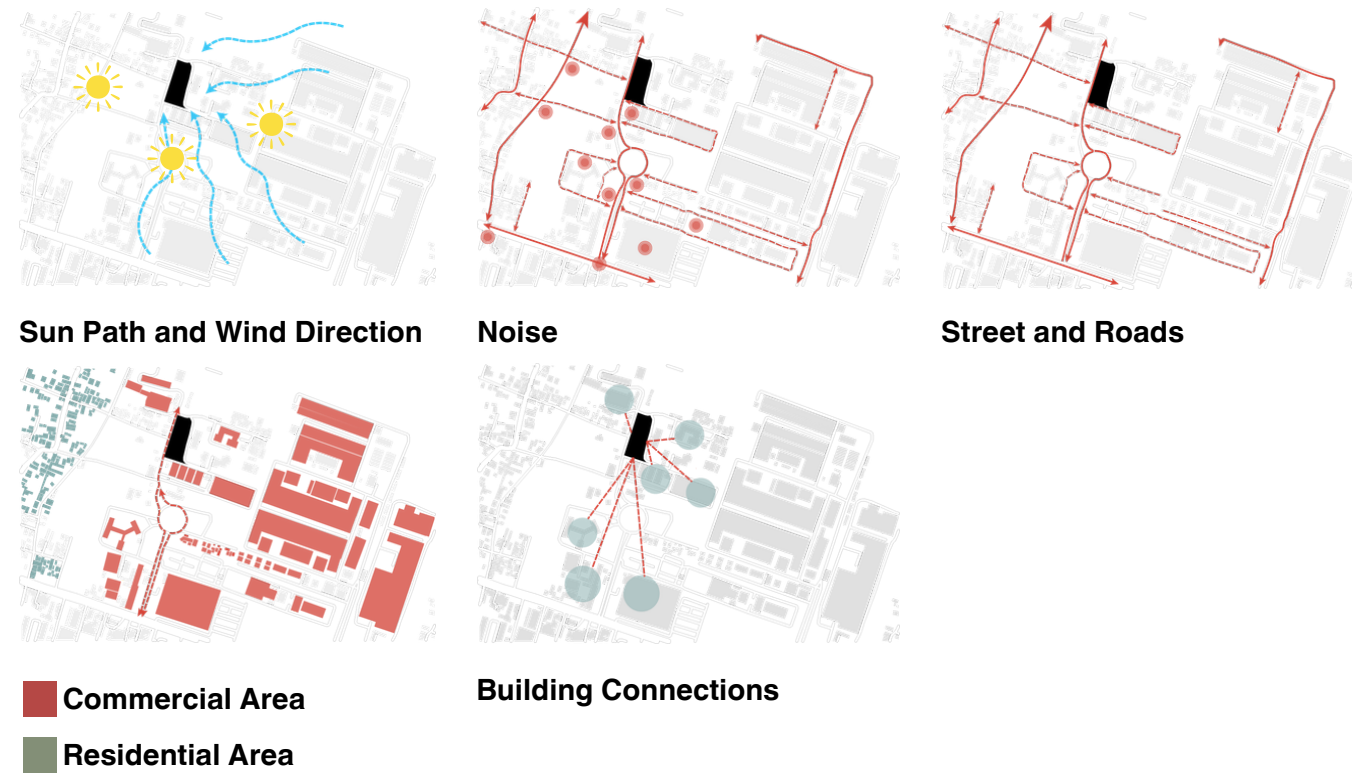 Sun Path and Wind Direction
Noise
Street and Roads
Commercial Area
Residential Area
Building Connections